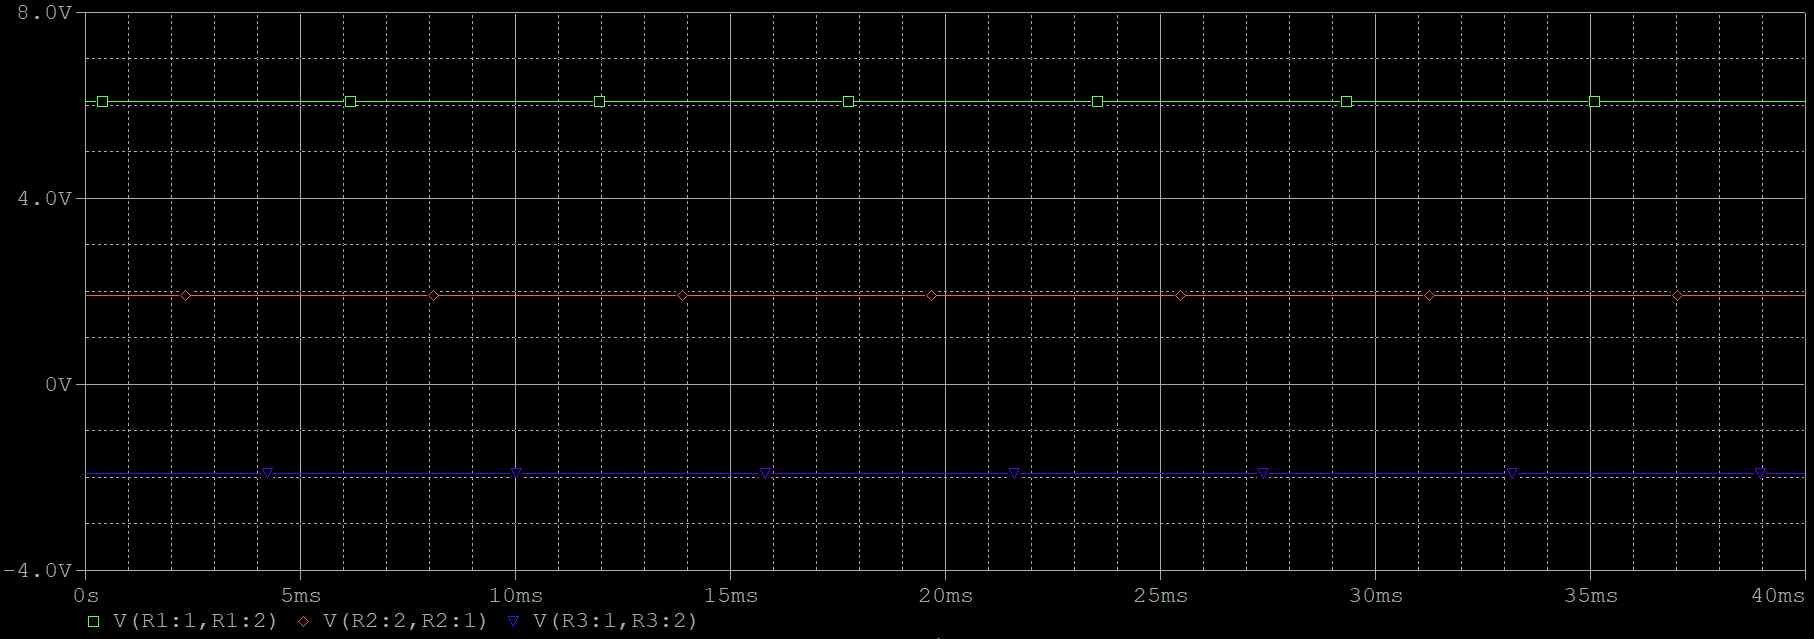 8.0V
4.0V
0V
-4.0V
0s 5ms 10ms 15ms 20ms 25ms 30ms 35ms 40ms
V(R1:1,R1:2) V(R2:2,R2:1) V(R3:1,R3:2)